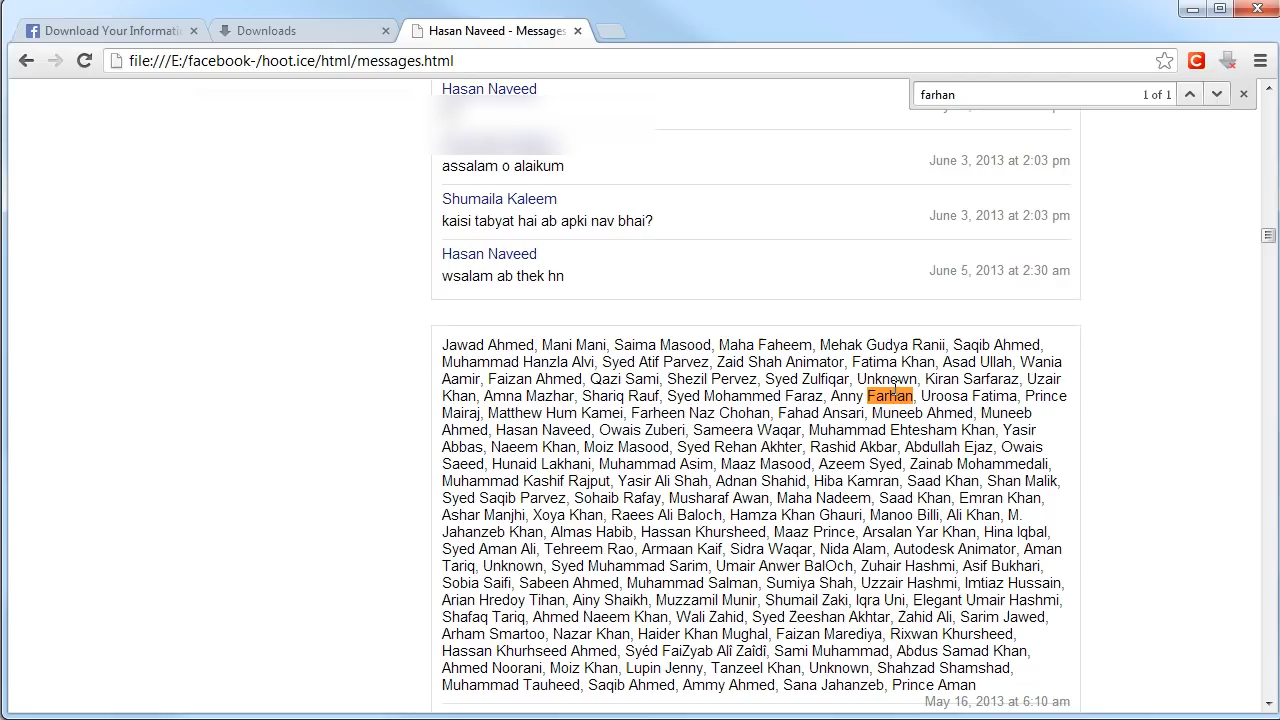 Download Your Informati
Downloads
Hasan Naveed - Messages
file:///E:/facebook-/hoot.ice/html/messages.html
farhan
1 of 1
Hasan Naveed
assalam o alaikum
June 3, 2013 at 2:03 pm
Shumaila Kaleem
kaisi tabyat hai ab apki nav bhai?
June 3, 2013 at 2:03 pm
Hasan Naveed
wsalam ab thek hn
June 5, 2013 at 2:30 am
Jawad Ahmed, Mani Mani, Saima Masood, Maha Faheem, Mehak Gudya Ranii, Saqib Ahmed,
Muhammad Hanzla Alvi, Syed Atif Parvez, Zaid Shah Animator, Fatima Khan, Asad Ullah, Wania
Aamir, Faizan Ahmed, Qazi Sami, Shezil Pervez, Syed Zulfiqar, Unknown, Kiran Sarfaraz, Uzair
Khan, Amna Mazhar, Shariq Rauf, Syed Mohammed Faraz, Anny Farhan, Uroosa Fatima, Prince
Mairaj, Matthew Hum Kamei, Farheen Naz Chohan, Fahad Ansari, Muneeb Ahmed, Muneeb
Ahmed, Hasan Naveed, Owais Zuberi, Sameera Waqar, Muhammad Ehtesham Khan, Yasir
Abbas, Naeem Khan, Moiz Masood, Syed Rehan Akhter, Rashid Akbar, Abdullah Ejaz, Owais
Saeed, Hunaid Lakhani, Muhammad Asim, Maaz Masood, Azeem Syed, Zainab Mohammedali,
Muhammad Kashif Rajput, Yasir Ali Shah, Adnan Shahid, Hiba Kamran, Saad Khan, Shan Malik,
Syed Saqib Parvez, Sohaib Rafay, Musharaf Awan, Maha Nadeem, Saad Khan, Emran Khan,
Ashar Manjhi, Xoya Khan, Raees Ali Baloch, Hamza Khan Ghauri, Manoo Billi, Ali Khan, M.
Jahanzeb Khan, Almas Habib, Hassan Khursheed, Maaz Prince, Arsalan Yar Khan, Hina Iqbal,
Syed Aman Ali, Tehreem Rao, Armaan Kaif, Sidra Waqar, Nida Alam, Autodesk Animator, Aman
Tariq, Unknown, Syed Muhammad Sarim, Umair Anwer BalOch, Zuhair Hashmi, Asif Bukhari,
Sobia Saifi, Sabeen Ahmed, Muhammad Salman, Sumiya Shah, Uzzair Hashmi, Imtiaz Hussain,
Arian Hredoy Tihan, Ainy Shaikh, Muzzamil Munir, Shumail Zaki, Iqra Uni, Elegant Umair Hashmi,
Shafaq Tariq, Ahmed Naeem Khan, Wali Zahid, Syed Zeeshan Akhtar, Zahid Ali, Sarim Jawed,
Arham Smartoo, Nazar Khan, Haider Khan Mughal, Faizan Marediya, Rixwan Khursheed,
Hassan Khurhseed Ahmed, Syéd FaiZyab Alî Zaîdî, Sami Muhammad, Abdus Samad Khan,
Ahmed Noorani, Moiz Khan, Lupin Jenny, Tanzeel Khan, Unknown, Shahzad Shamshad,
Muhammad Tauheed, Saqib Ahmed, Ammy Ahmed, Sana Jahanzeb, Prince Aman
May 16, 2013 at 6:10 am